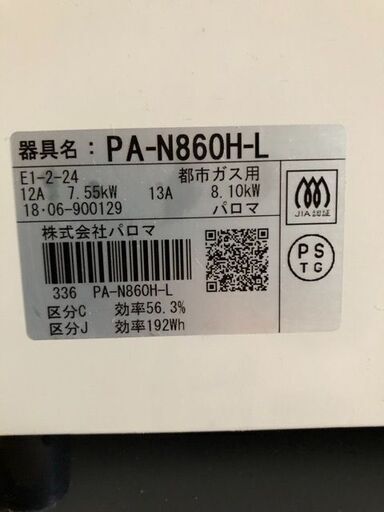 器具名：PA-N860H-L
E1-2-24 都市ガス用
12A 7.55kW 13A 8.10kW
18·06-900129 パロマ
株式会社パロマ
336 PA-N860H-L
区分C 効率56.3%
区分J 効率192Wh
JIA認証
PS
TG